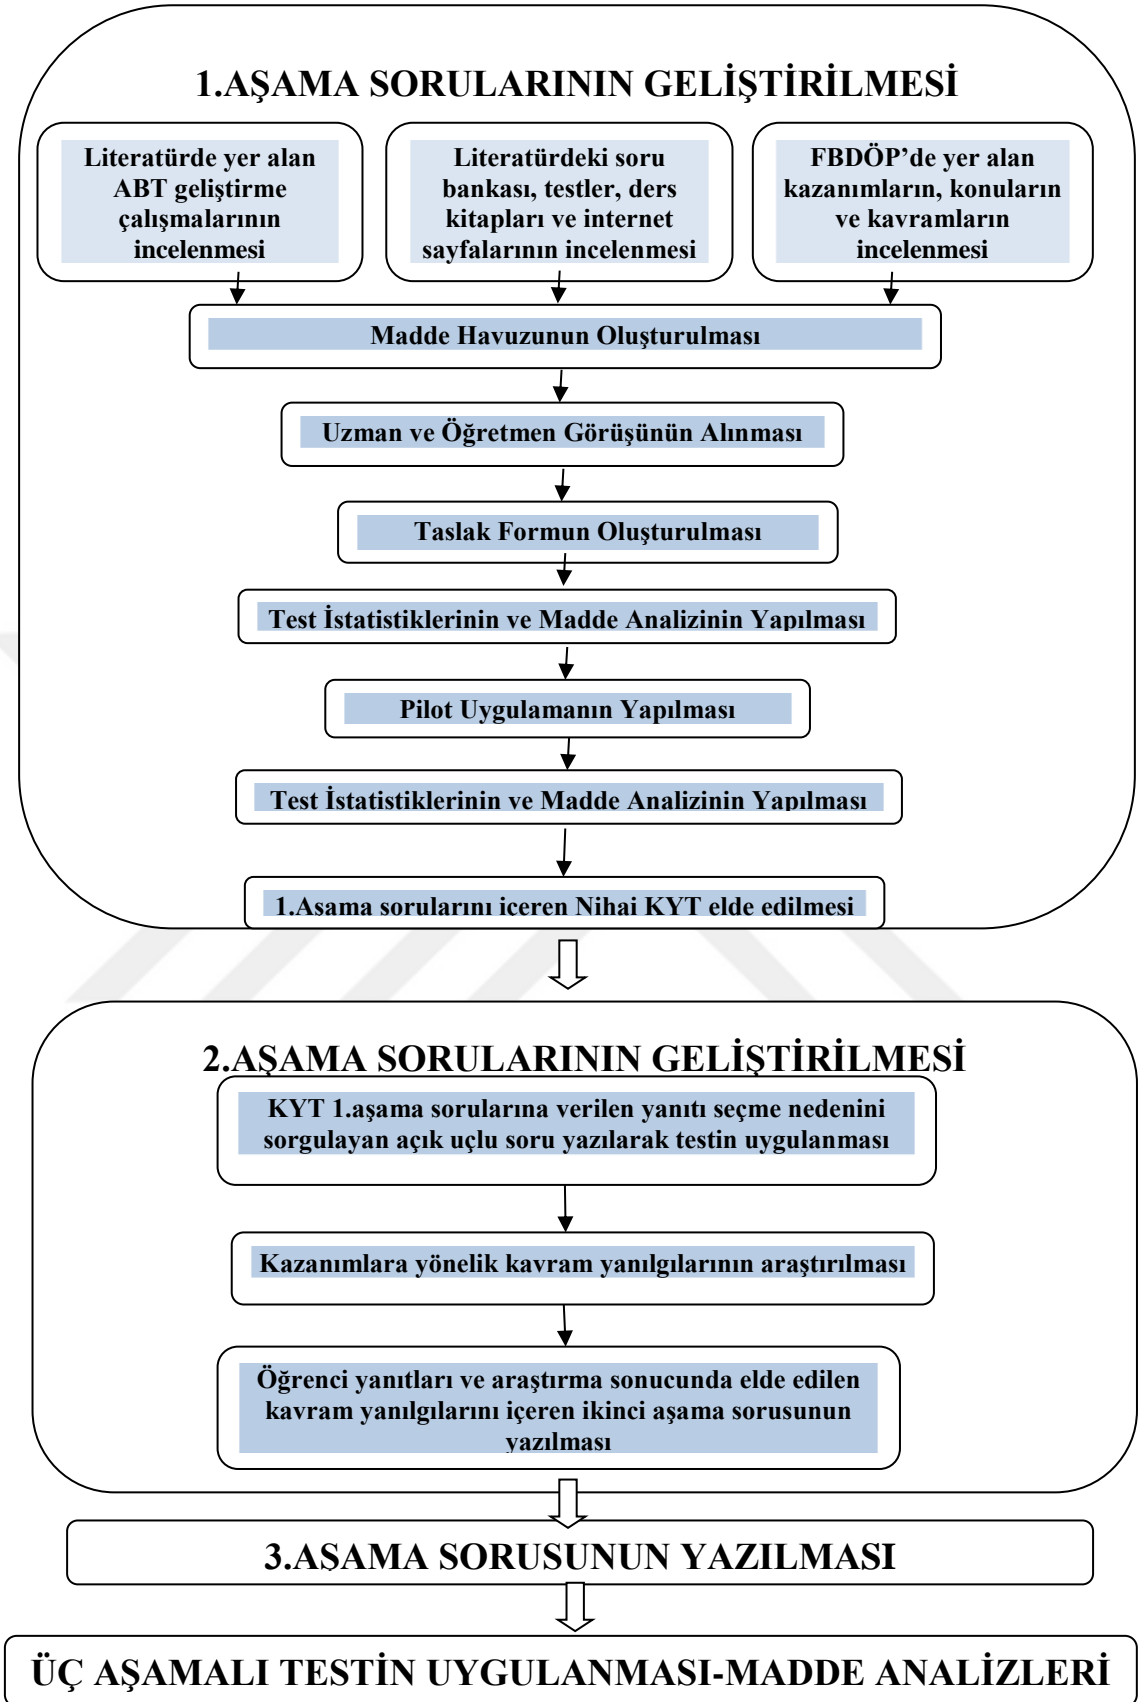 1.AŞAMA SORULARININ GELİŞTİRİLMESİ
Literatürde yer alan
ABT geliştirme
çalışmalarının
incelenmesi
Literatürdeki soru
bankası, testler, ders
kitapları ve internet
sayfalarının incelenmesi
FBDÖP’de yer alan
kazanımların, konuların
ve kavramların
incelenmesi
Madde Havuzunun Oluşturulması
Uzman ve Öğretmen Görüşünün Alınması
Taslak Formun Oluşturulması
Test İstatistiklerinin ve Madde Analizinin Yapılması
Pilot Uygulamanın Yapılması
Test İstatistiklerinin ve Madde Analizinin Yapılması
1.Aşama sorularını içeren Nihai KYT elde edilmesi
2.AŞAMA SORULARININ GELİŞTİRİLMESİ
KYT 1.aşama sorularına verilen yanıtı seçme nedenini
sorgulayan açık uçlu soru yazılarak testin uygulanması
Kazanımlara yönelik kavram yanılgılarının araştırılması
Öğrenci yanıtları ve araştırma sonucunda elde edilen
kavram yanılgılarını içeren ikinci aşama sorusunun
yazılması
3.AŞAMA SORUSUNUN YAZILMASI
ÜÇ AŞAMALI TESTİN UYGULANMASI-MADDE ANALİZLERİ